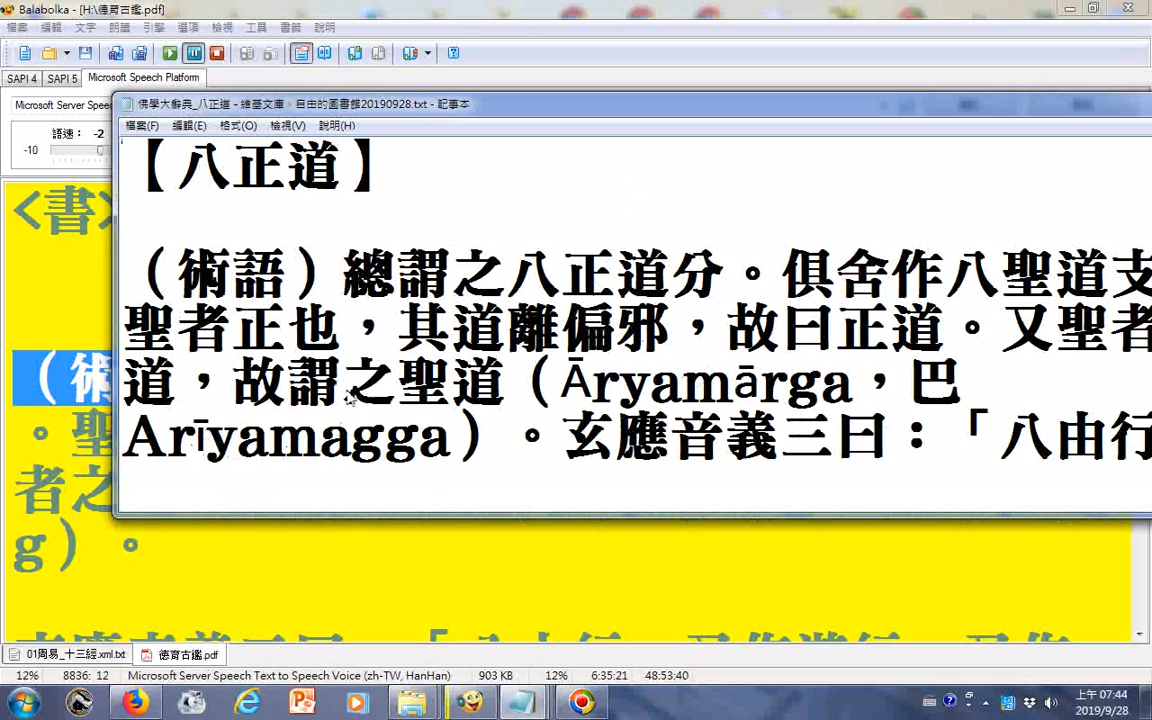 Balabolka - [H:\德育古鑑.pdf]
檔案 編輯 文字 朗讀 引擎 選項 檢視 工具 書籤 說明
SAPI 4 SAPI 5 Microsoft Speech Platform
Microsoft Server Spee
語速： -2
-10
佛學大辭典_八正道 - 維基文庫，自由的圖書館20190928.txt - 記事本
檔案(F) 編輯(E) 格式(O) 檢視(V) 說明(H)
【八正道】
（術語）總謂之八正道分。俱舍作八聖道支
聖者正也，其道離偏邪，故曰正道。又聖者
道，故謂之聖道（Āryamārga，巴
Arīyamagga）。玄應音義三曰：「八由行
<書>
（術
。聖
者之
g）。
01周易_十三經.xml.txt 德育古鑑.pdf
12% 8836: 12 Microsoft Server Speech Text to Speech Voice (zh-TW, HanHan) 903 KB 12% 6:35:21 48:53:40
上午 07:44
2019/9/28